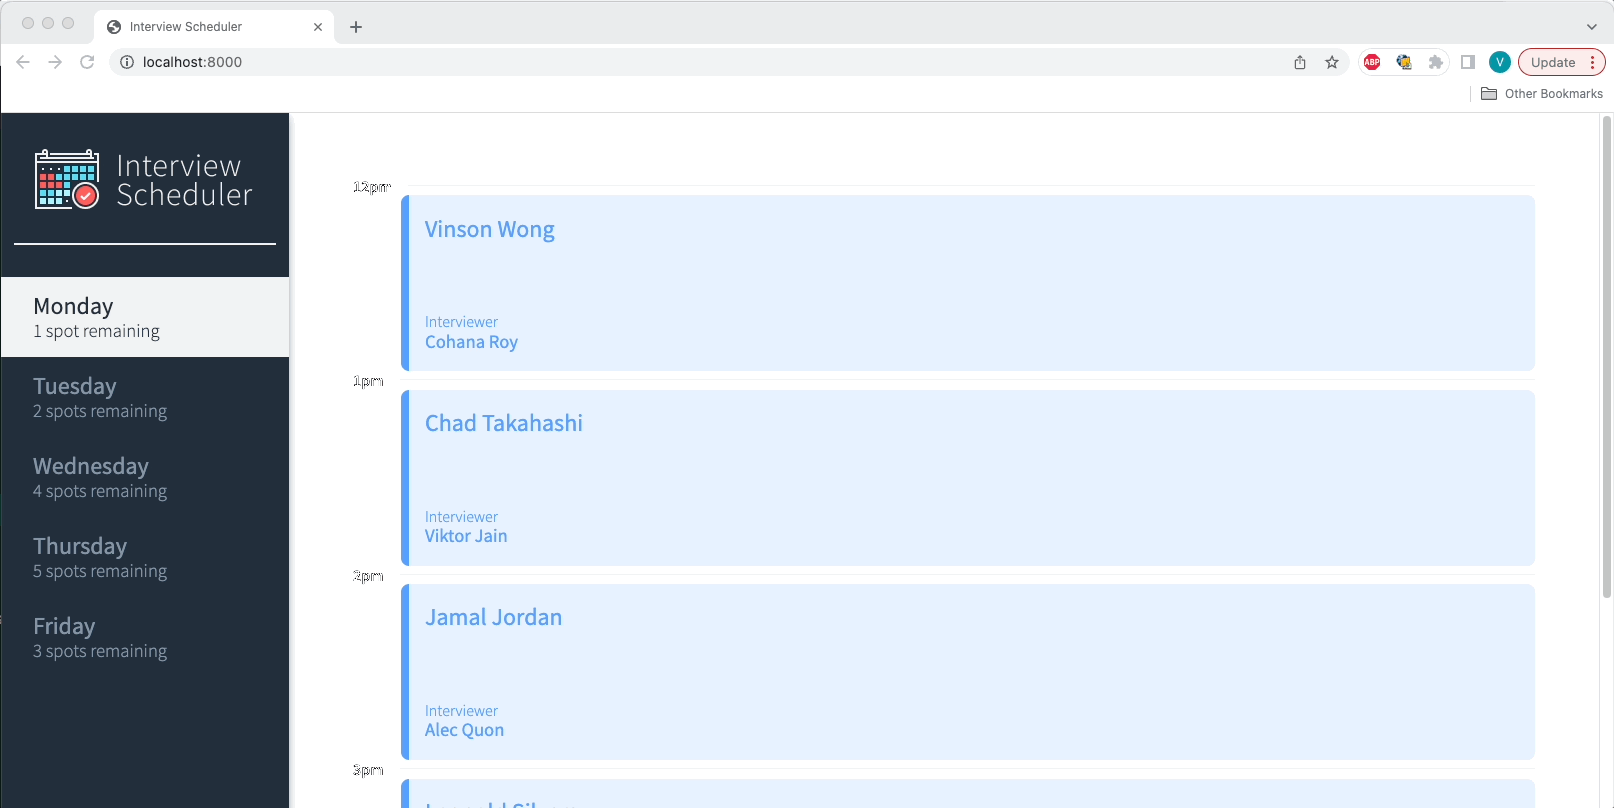 Interview Scheduler
localhost:8000
ABP
V
Update
Other Bookmarks
Interview
Scheduler
Monday
1 spot remaining
Tuesday
2 spots remaining
Wednesday
4 spots remaining
Thursday
5 spots remaining
Friday
3 spots remaining
12pm
Vinson Wong
Interviewer
Cohana Roy
1pm
Chad Takahashi
Interviewer
Viktor Jain
2pm
Jamal Jordan
Interviewer
Alec Quon
3pm